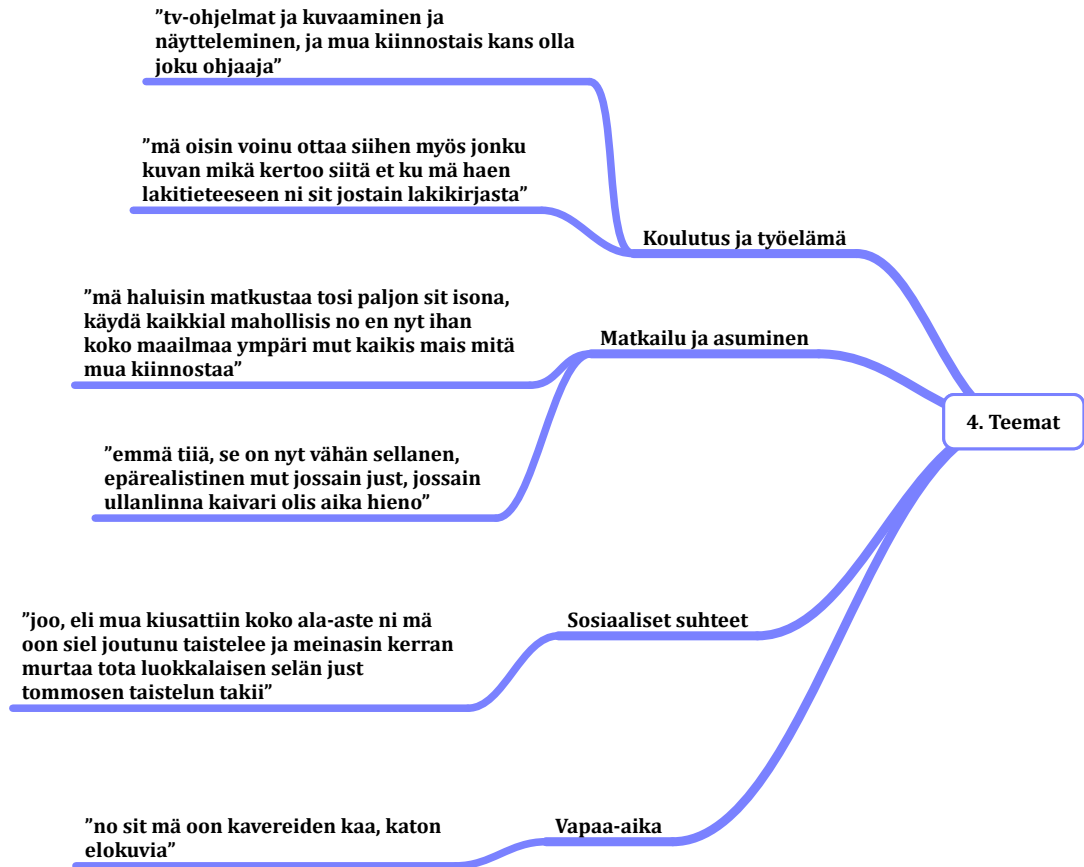 ”tv-ohjelmat ja kuvaaminen ja
näytteleminen, ja mua kiinnostais kans olla
joku ohjaaja”
”mä oisin voinu ottaa siihen myös jonku
kuvan mikä kertoo siitä et ku mä haen
lakitieteeseen ni sit jostain lakikirjasta”
Koulutus ja työelämä
”mä haluisin matkustaa tosi paljon sit isona,
käydä kaikkial mahollisis no en nyt ihan
koko maailmaa ympäri mut kaikis mais mitä
mua kiinnostaa”
Matkailu ja asuminen
4. Teemat
”emmä tiiä, se on nyt vähän sellanen,
epärealistinen mut jossain just, jossain
ullanlinna kaivari olis aika hieno”
”joo, eli mua kiusattiin koko ala-aste ni mä
oon siel joutunu taistelee ja meinasin kerran
murtaa tota luokkalaisen selän just
tommosen taistelun takii”
Sosiaaliset suhteet
”no sit mä oon kavereiden kaa, katon
elokuvia”
Vapaa-aika